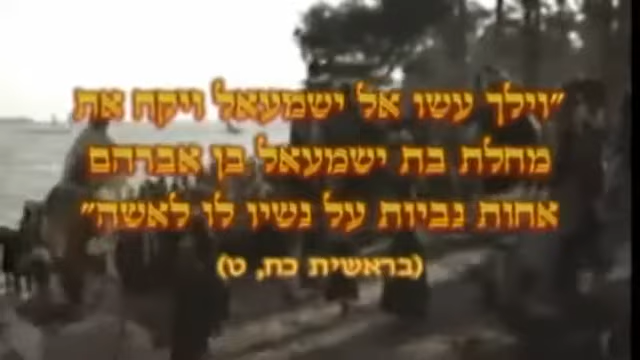 "וילך עשו אל ישמעאל ויקח את
מחלת בת ישמעאל בן אברהם
אחות נביות על נשיו לו לאשה"
(בראשית כח, ט)